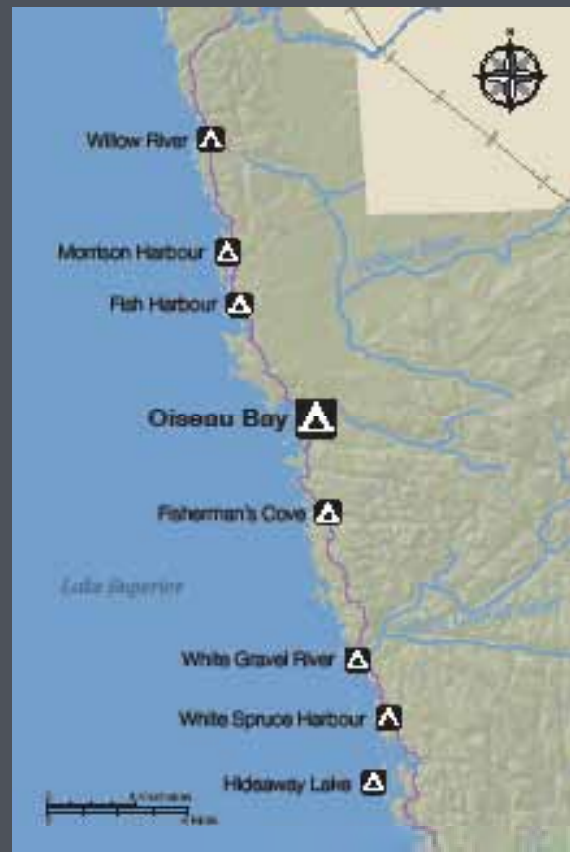 N
Willow River
Morrison Harbour
Fish Harbour
Oiseau Bay
Fisherman's Cove
Lake Superior
White Gravel River
White Spruce Harbour
Hideaway Lake